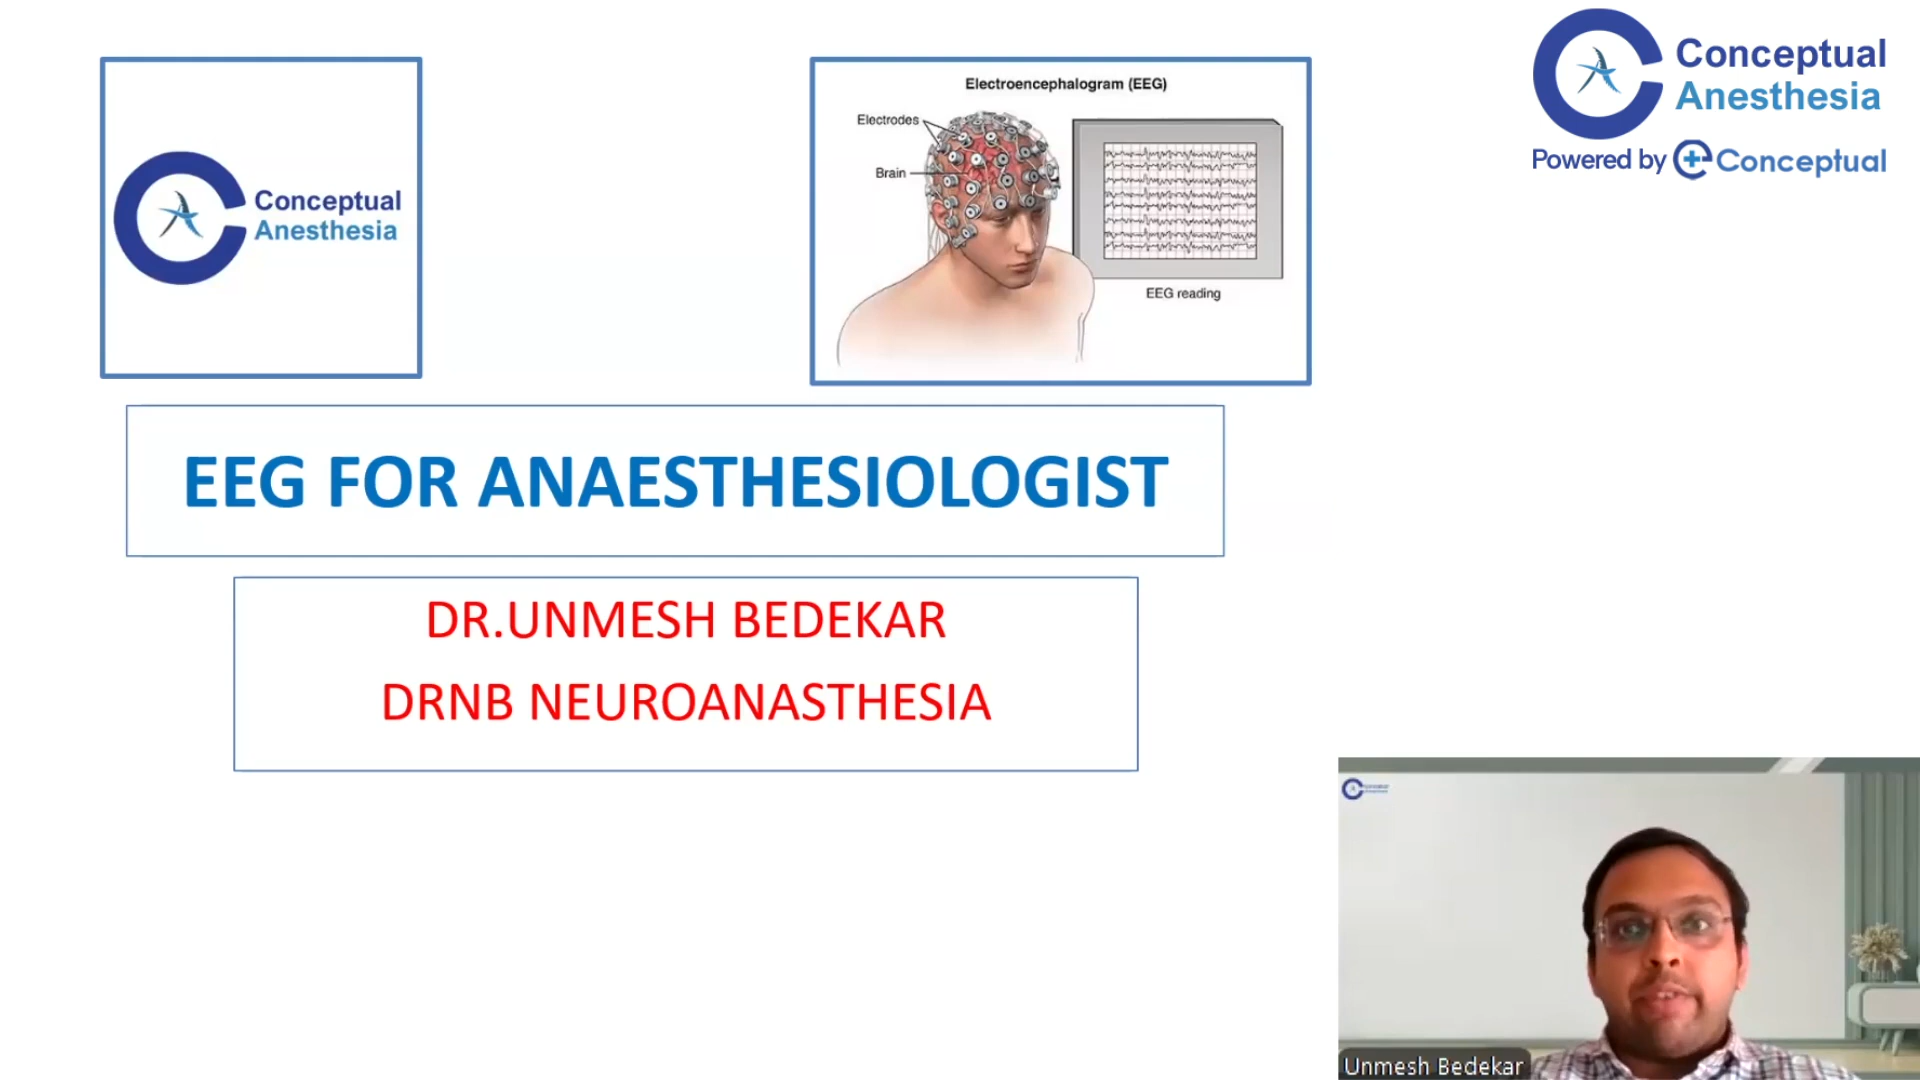 Conceptual
Anesthesia
Electroencephalogram (EEG)
Electrodes
Brain
EEG reading
Conceptual
Anesthesia
Powered by Conceptual
EEG FOR ANAESTHESIOLOGIST
DR.UNMESH BEDEKAR
DRNB NEUROANASTHESIA
Unmesh Bedekar